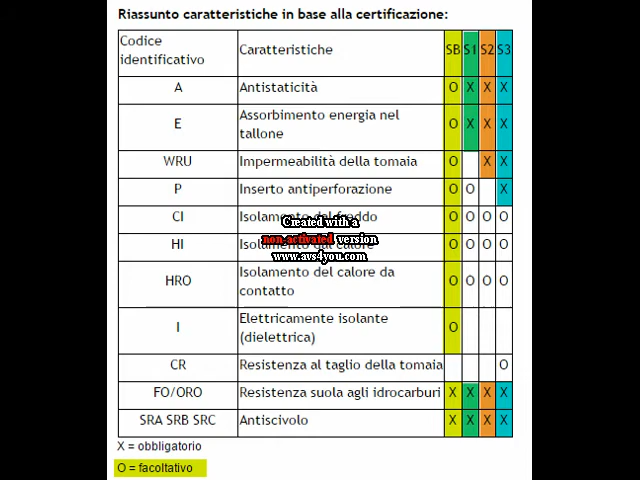 Riassunto caratteristiche in base alla certificazione:
Codice identificativo Caratteristiche SB S1 S2 S3
A Antistaticità O X X X
E Assorbimento energia nel tallone O X X X
WRU Impermeabilità della tomaia O X X
P Inserto antiperforazione O O X
CI Isolamento del freddo O O O O
Created with a
HI Isolamento dal calore O O O O
non-activated version
www.avs4you.com
HRO Isolamento del calore da contatto O O O O
I Elettricamente isolante (dielettrica) O
CR Resistenza al taglio della tomaia O
FO/ORO Resistenza suola agli idrocarburi X X X X
SRA SRB SRC Antiscivolo X X X X
X = obbligatorio
O = facoltativo